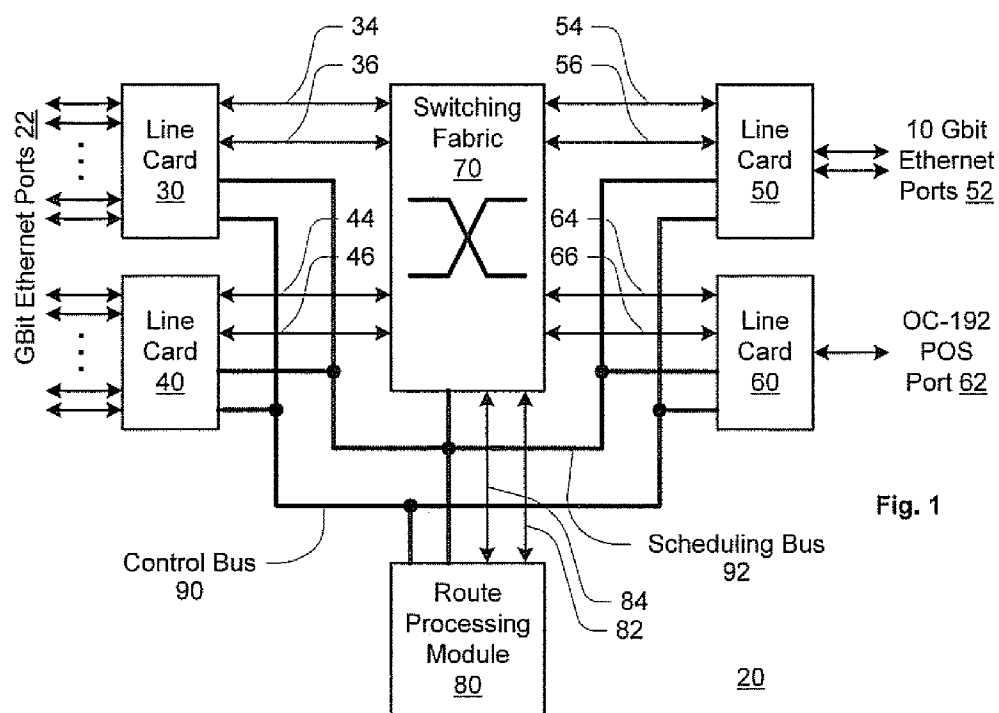 34
36
54
56
GBit Ethernet Ports 22
Line
Card
30
Switching
Fabric
70
Line
Card
50
10 Gbit
Ethernet
Ports 52
44
46
64
66
Line
Card
40
Line
Card
60
OC-192
POS
Port 62
Fig. 1
Control Bus
90
Scheduling Bus
92
Route
Processing
Module
80
84
82
20